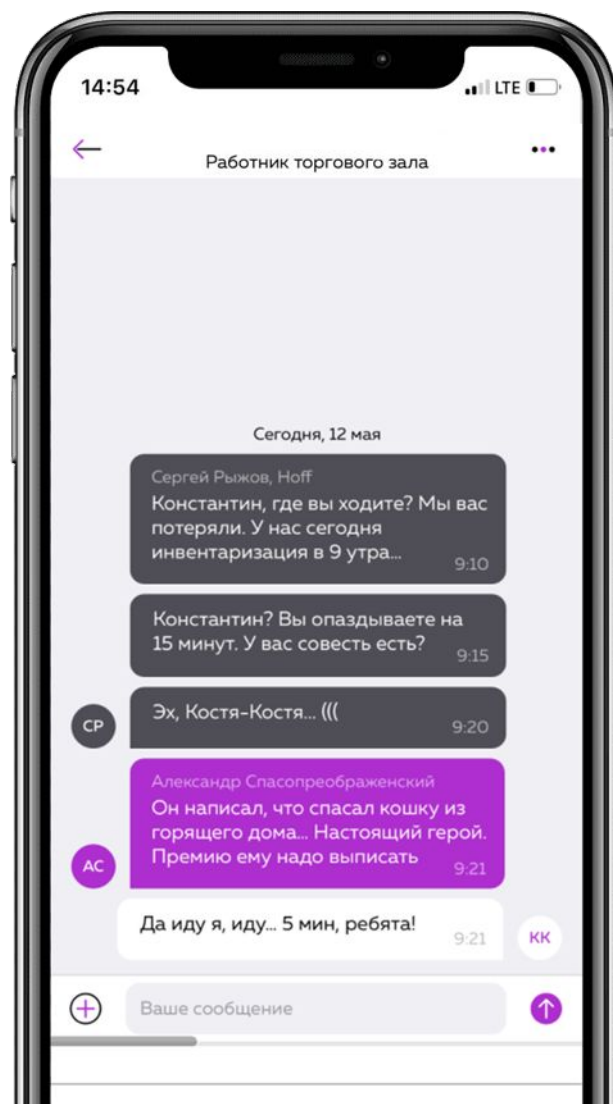 14:54
LTE
Работник торгового зала
Сегодня, 12 мая
Сергей Рыжов, Hoff
Константин, где вы ходите? Мы вас
потеряли. У нас сегодня
инвентаризация в 9 утра...
9:10
Константин? Вы опаздываете на
15 минут. У вас совесть есть?
9:15
СР
Эх, Костя-Костя... (((
9:20
Александр Спасопреображенский
Он написал, что спасал кошку из
горящего дома... Настоящий герой.
Премию ему надо выписать
9:21
АС
Да иду я, иду... 5 мин, ребята!
9:21
КК
Ваше сообщение